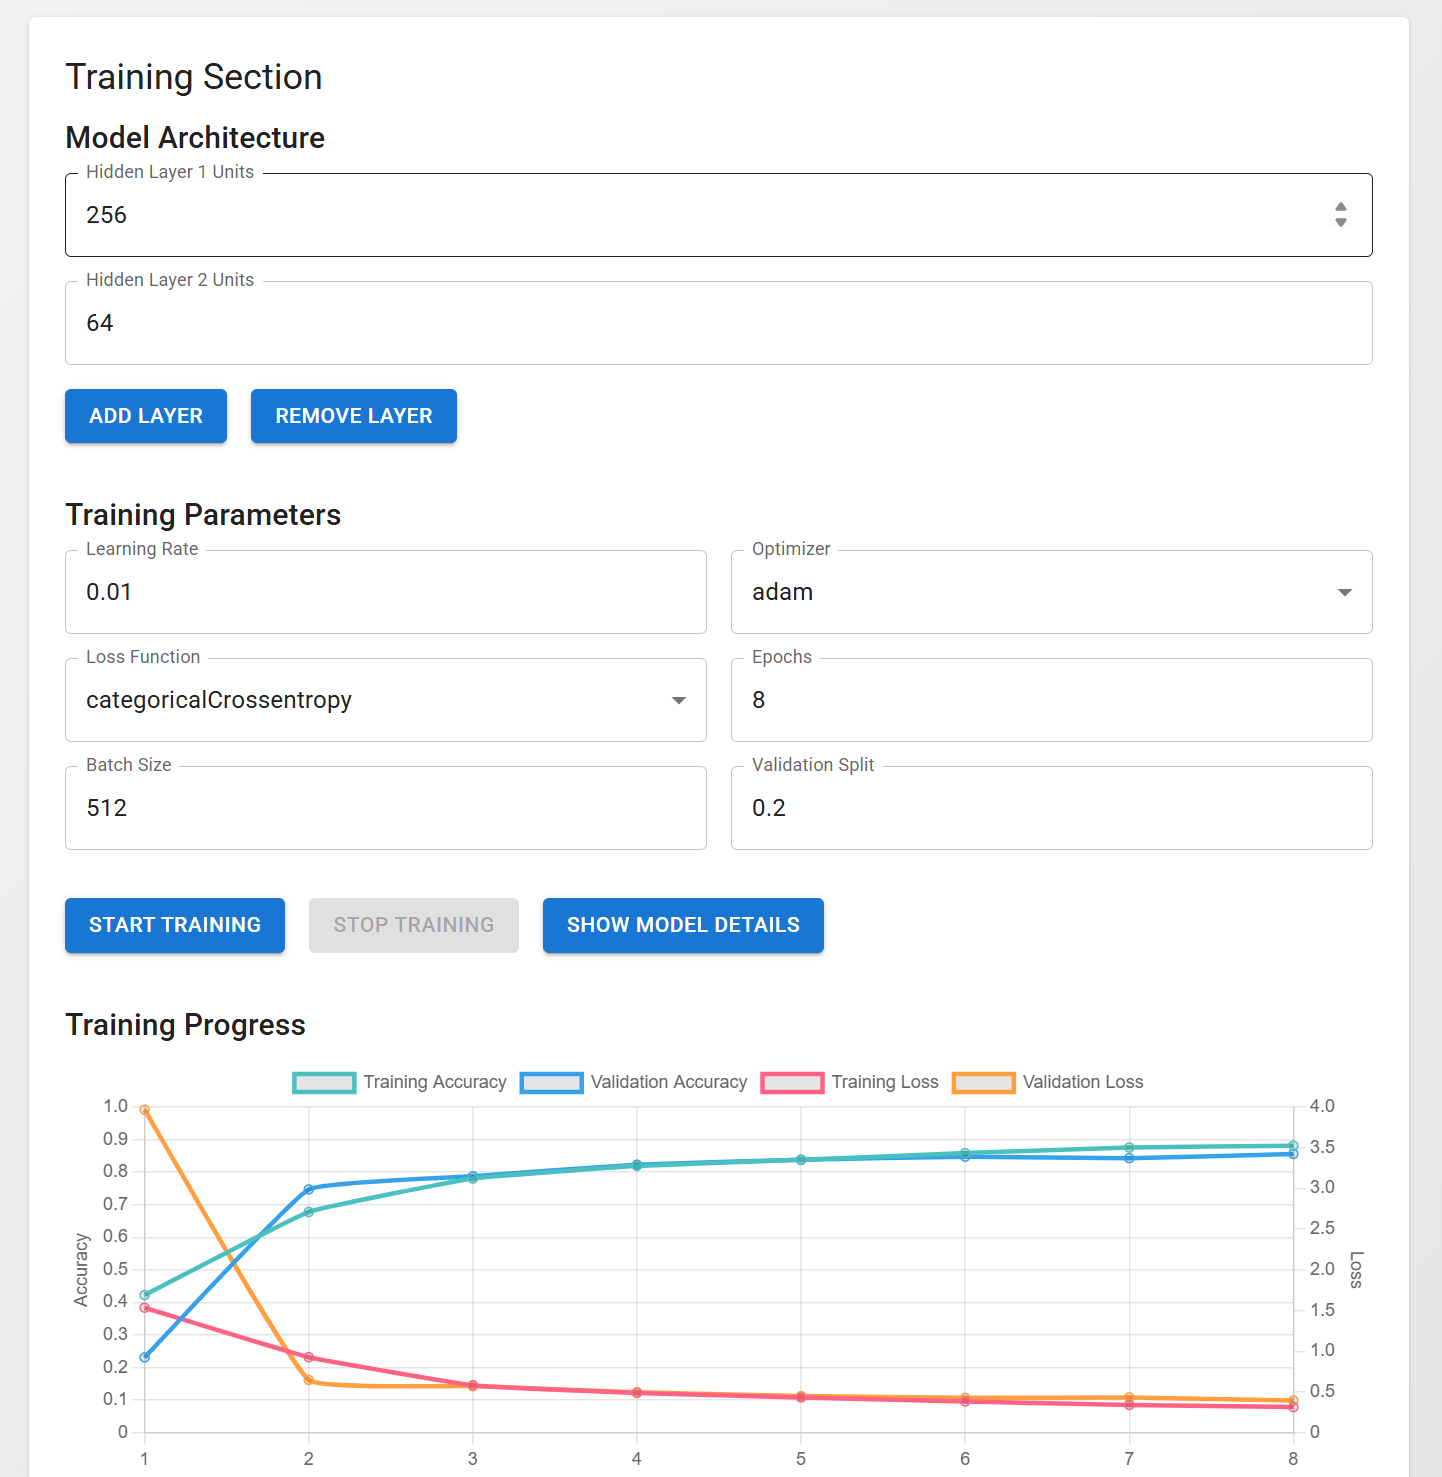 Training Section
Model Architecture
Hidden Layer 1 Units
256
Hidden Layer 2 Units
64
ADD LAYER REMOVE LAYER
Training Parameters
Learning Rate Optimizer
0.01 adam
Loss Function Epochs
categoricalCrossentropy 8
Batch Size Validation Split
512 0.2
START TRAINING STOP TRAINING SHOW MODEL DETAILS
Training Progress
Training Accuracy Validation Accuracy Training Loss Validation Loss
1.0 4.0
0.9 3.5
0.8 3.0
0.7 2.5
0.6 2.0
0.5 1.5
0.4 1.0
0.3 0.5
0.2 0
0.1
0
Accuracy
Loss
1 2 3 4 5 6 7 8